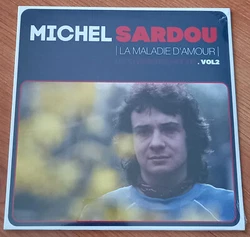 MICHEL SARDOU
| LA MALADIE D'AMOUR |
. VOL2